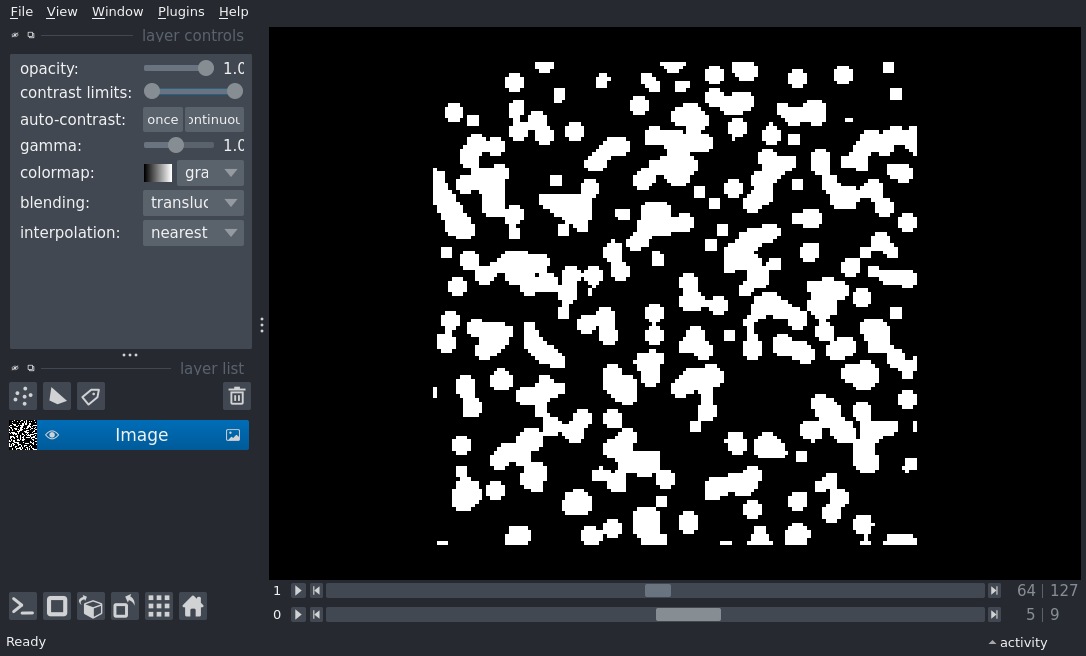 File View Window Plugins Help
layer controls
opacity: 1.0
contrast limits:
auto-contrast: once ontinuou
gamma: 1.0
colormap: gra
blending: transluc
interpolation: nearest
layer list
Image
1 64 | 127
0 5 | 9
Ready activity